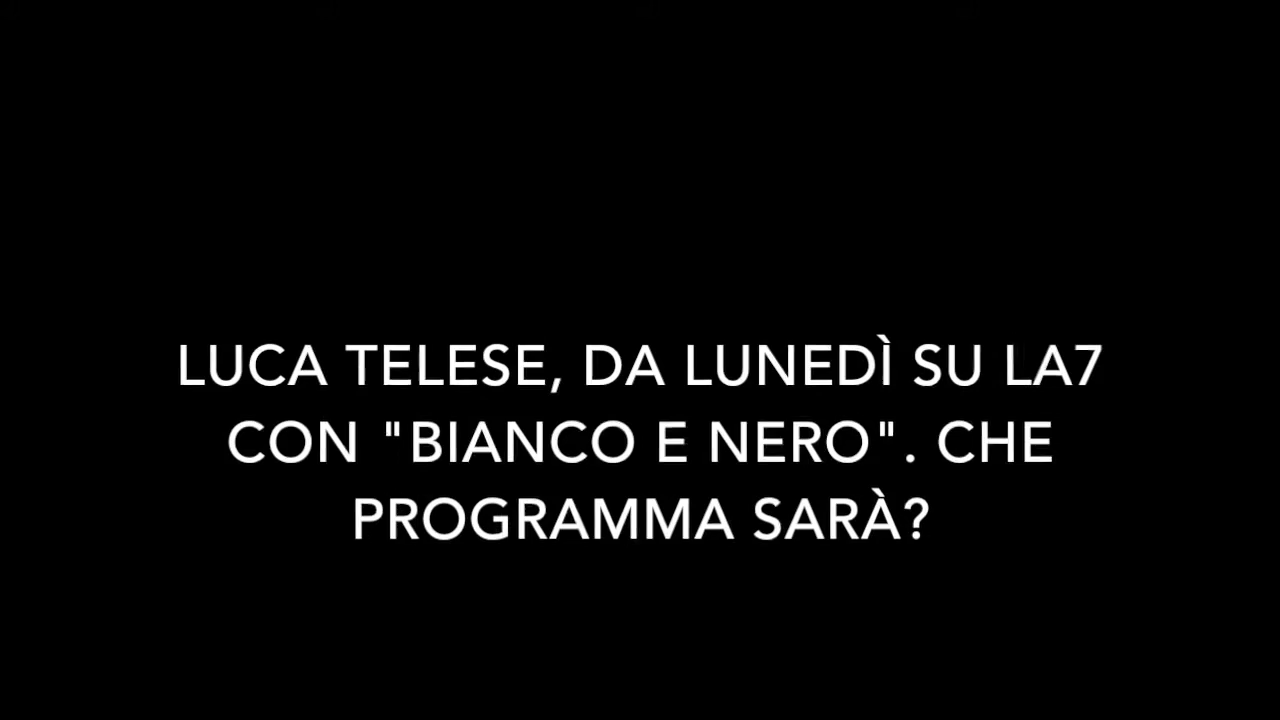 LUCA TELESE, DA LUNEDÌ SU LA7
CON "BIANCO E NERO". CHE
PROGRAMMA SARÀ?